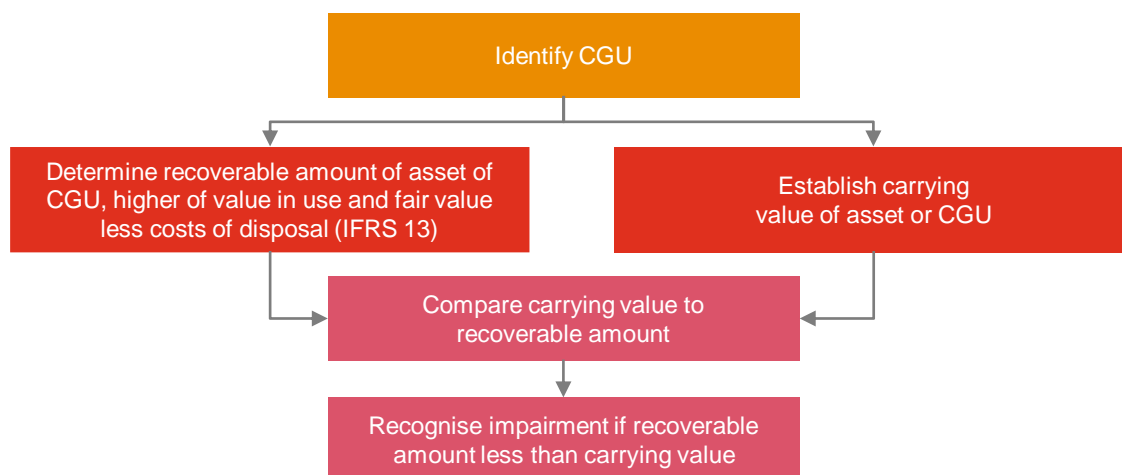 Identify CGU
Determine recoverable amount of asset of
CGU, higher of value in use and fair value
less costs of disposal (IFRS 13)
Establish carrying
value of asset or CGU
Compare carrying value to
recoverable amount
Recognise impairment if recoverable
amount less than carrying value